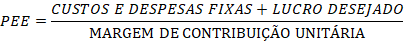 PEE = CUSTOS E DESPESAS FIXAS + LUCRO DESEJADO
MARGEM DE CONTRIBUIÇÃO UNITÁRIA